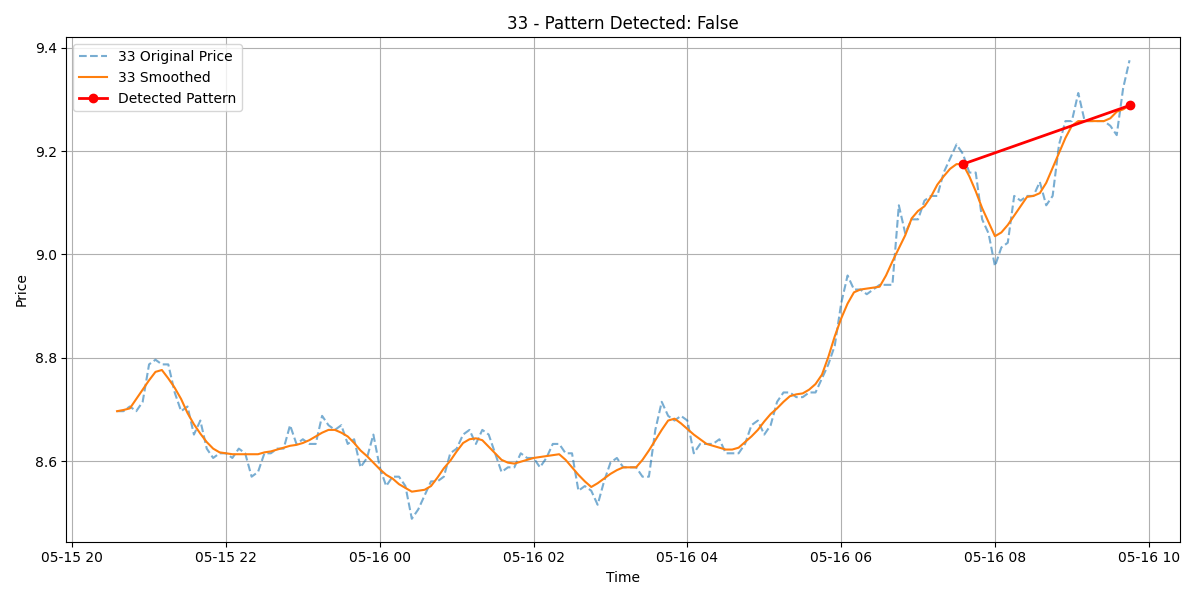 33 - Pattern Detected: False
33 Original Price
33 Smoothed
Detected Pattern
Price
9.4
9.2
9.0
8.8
8.6
05-15 20 05-15 22 05-16 00 05-16 02 05-16 04 05-16 06 05-16 08 05-16 10
Time